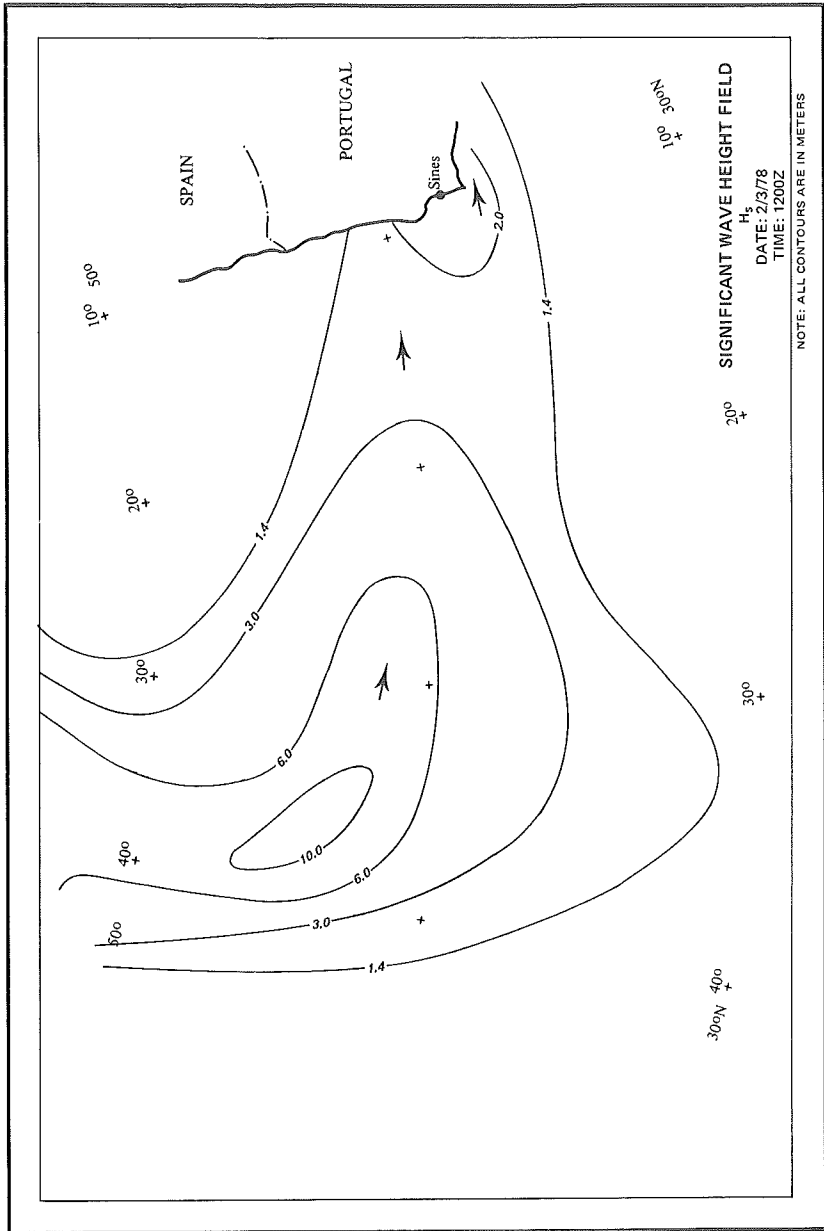 SPAIN
PORTUGAL
Sines
10° 50°
20°
30°
40°
50°
1.4
3.0
6.0
10.0
6.0
3.0
1.4
2.0
1.4
10° 30°N
20°
30°
30°N 40°
SIGNIFICANT WAVE HEIGHT FIELD
Hs
DATE: 2/3/78
TIME: 1200Z
NOTE: ALL CONTOURS ARE IN METERS